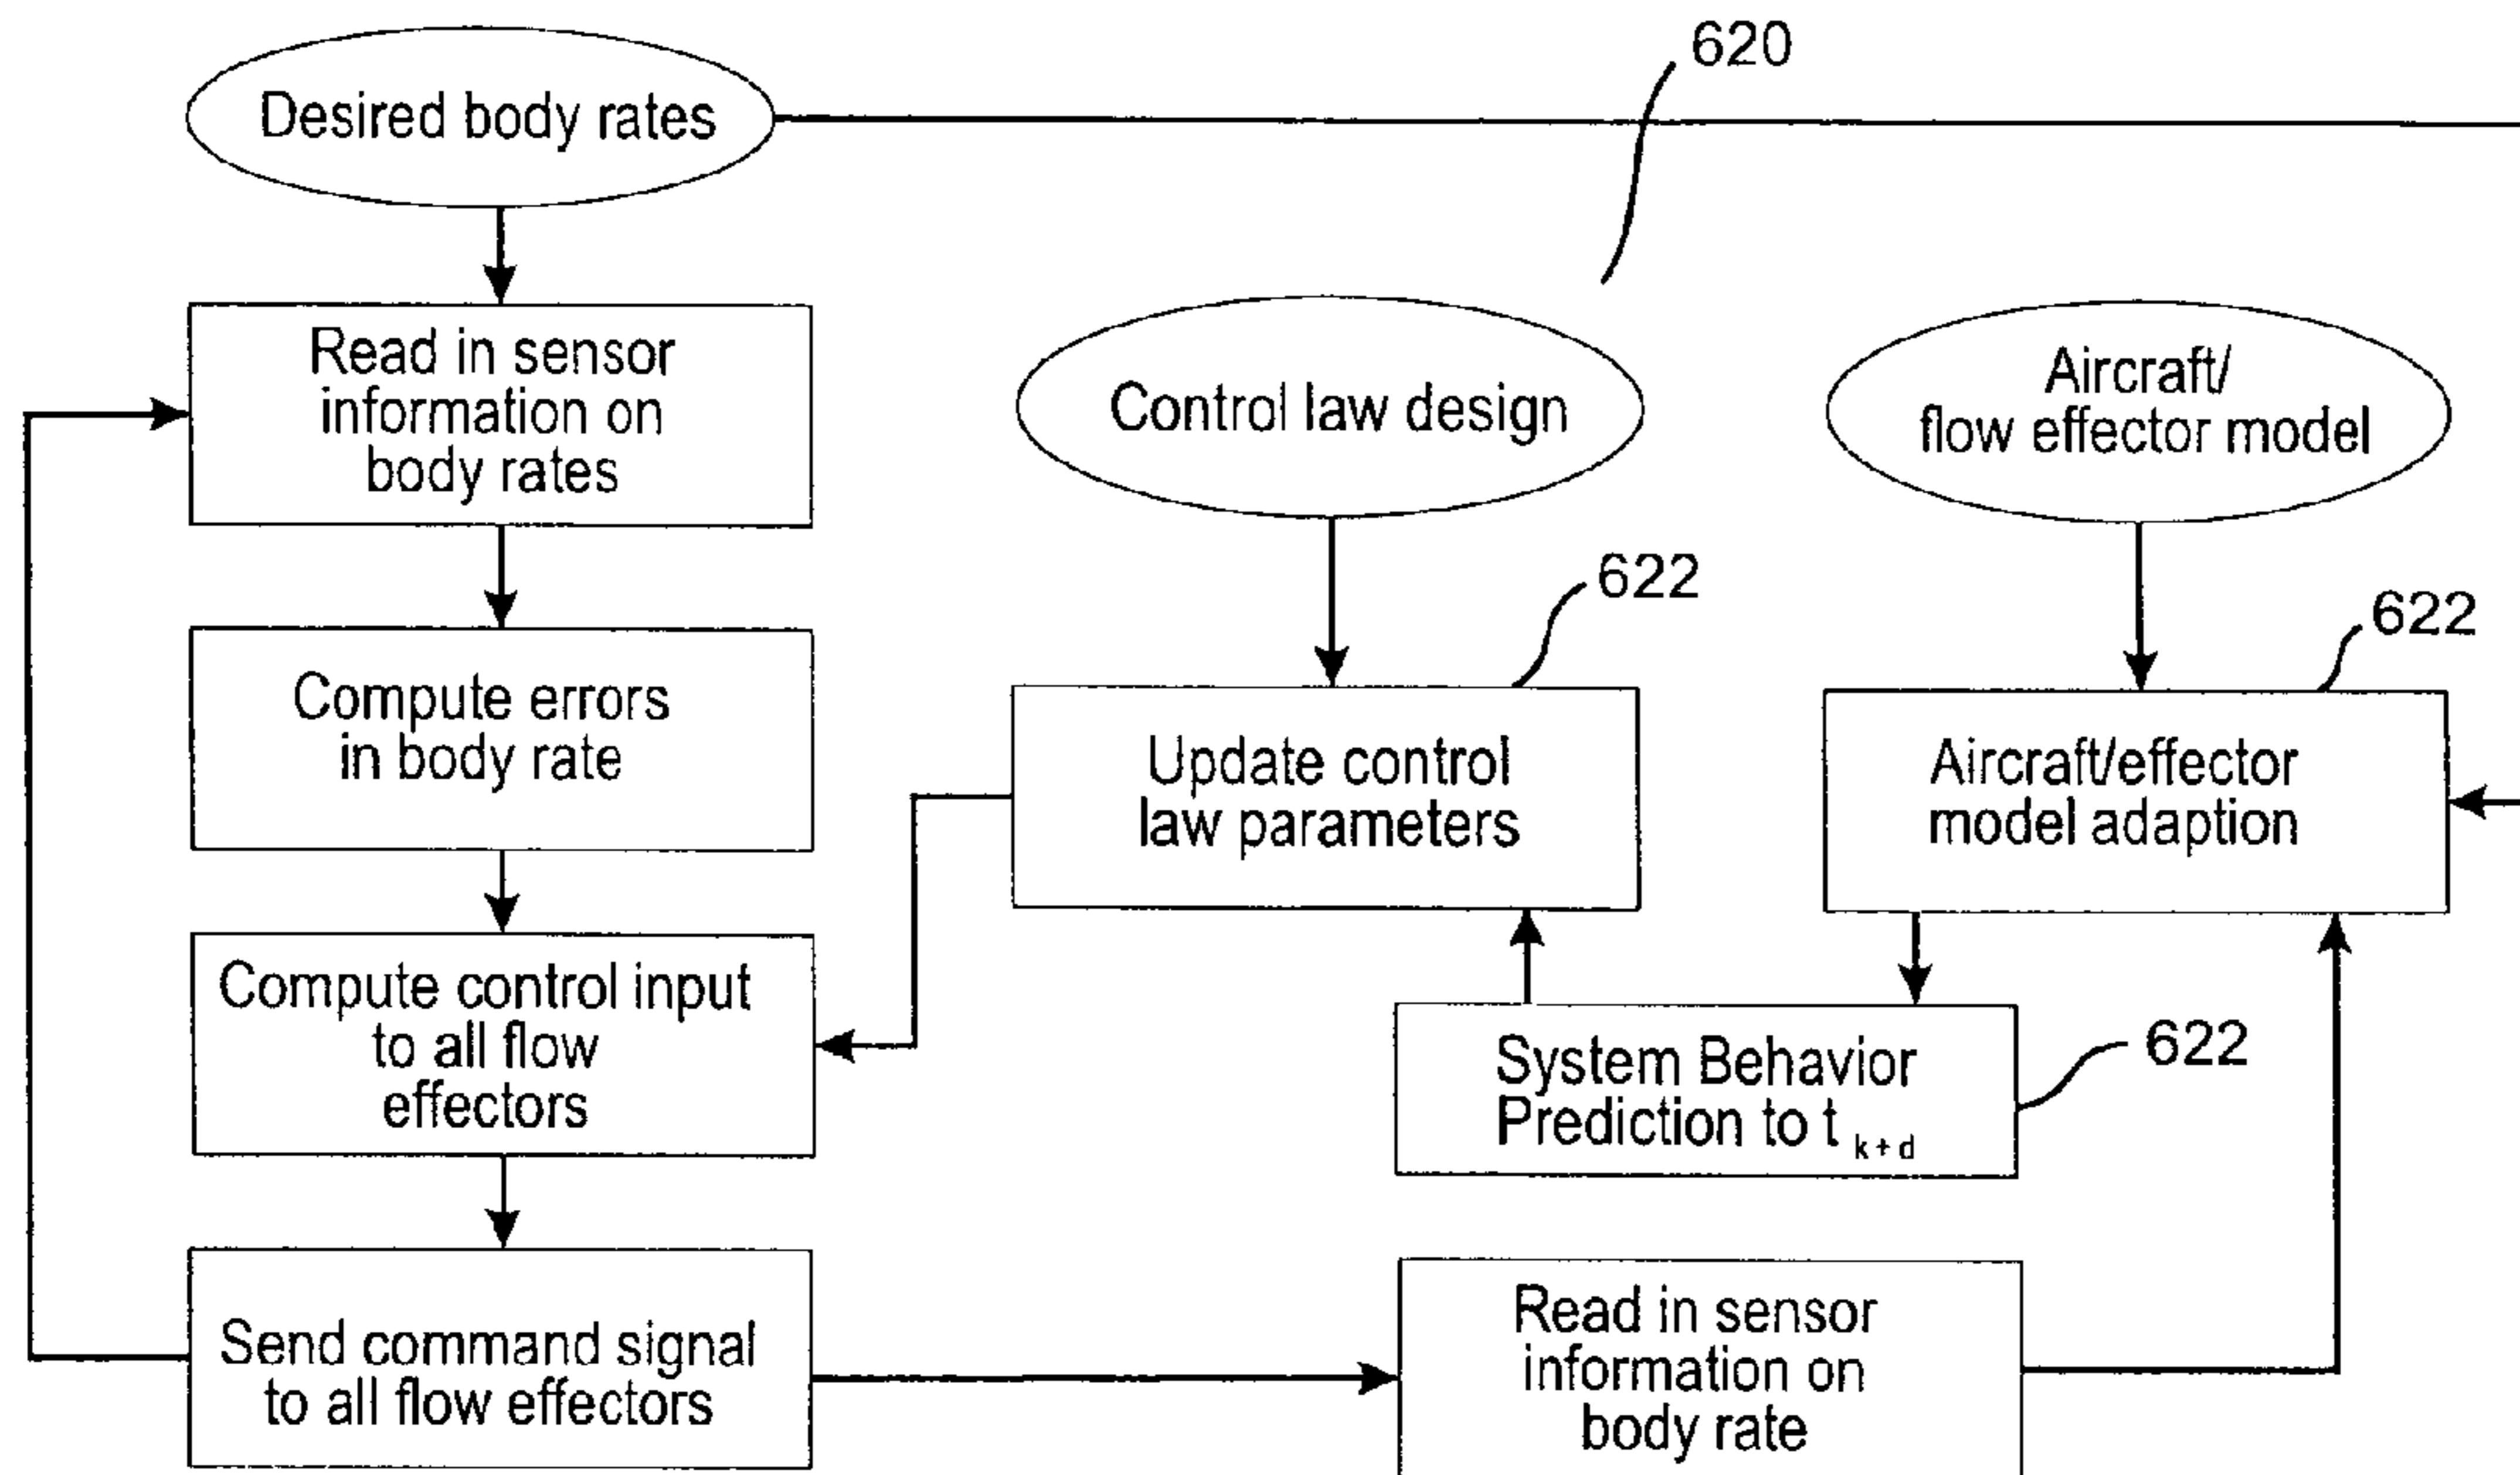 620
Desired body rates
Read in sensor
information on
body rates
Control law design
Aircraft/
flow effector model
622
622
Compute errors
in body rate
Update control
law parameters
Aircraft/effector
model adaption
Compute control input
to all flow
effectors
System Behavior
Prediction to t k + d
622
Send command signal
to all flow effectors
Read in sensor
information on
body rate